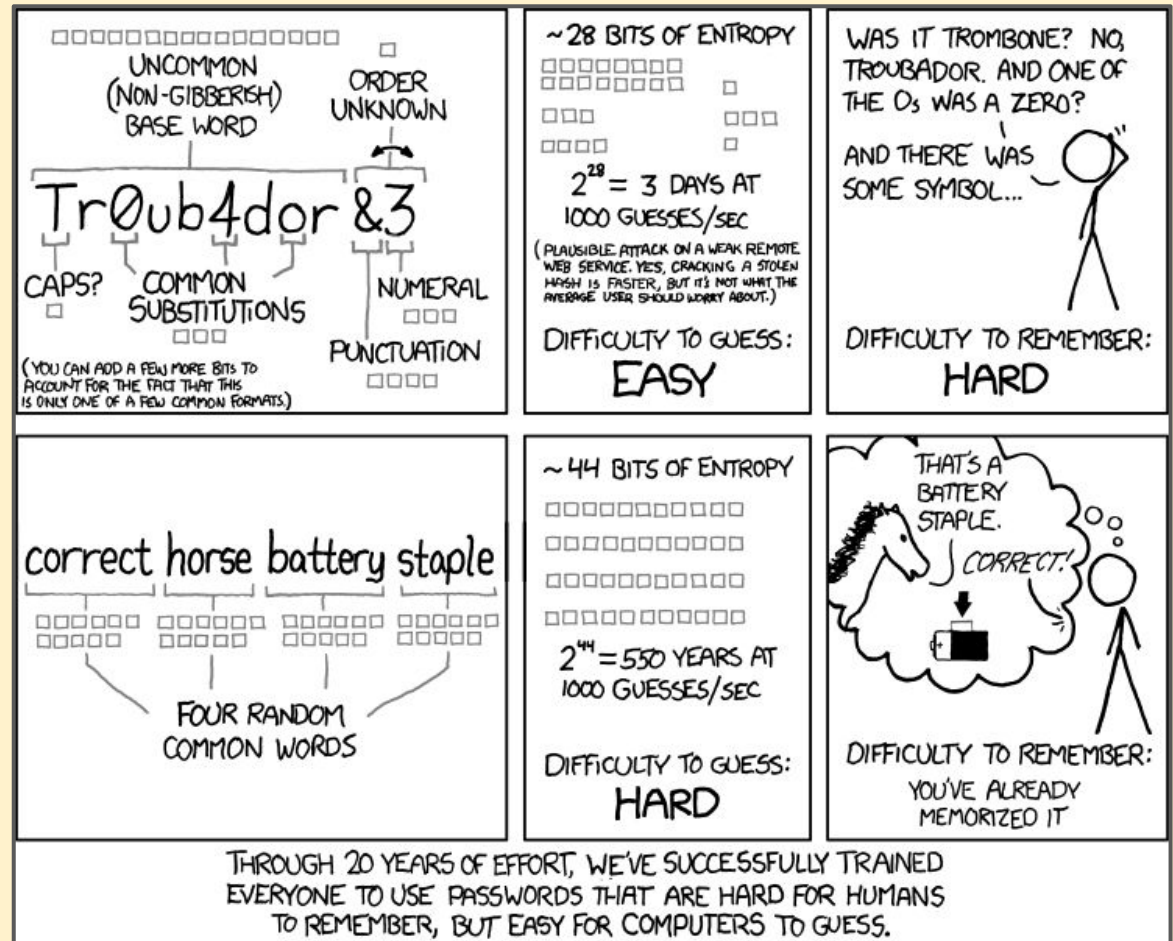 UNCOMMON
(NON-GIBBERISH)
BASE WORD
ORDER
UNKNOWN
Tr0ub4dor &3
CAPS?
COMMON
SUBSTITUTIONS
NUMERAL
PUNCTUATION
(YOU CAN ADD A FEW MORE BITS TO
ACCOUNT FOR THE FACT THAT THIS
IS ONLY ONE OF A FEW COMMON FORMATS.)
~28 BITS OF ENTROPY
2^28 = 3 DAYS AT
1000 GUESSES/SEC
(PLAUSIBLE ATTACK ON A WEAK REMOTE
WEB SERVICE. YES, CRACKING A STOLEN
HASH IS FASTER, BUT IT'S NOT WHAT THE
AVERAGE USER SHOULD WORRY ABOUT.)
DIFFICULTY TO GUESS:
EASY
WAS IT TROMBONE? NO,
TROUBADOR. AND ONE OF
THE Os WAS A ZERO?
AND THERE WAS
SOME SYMBOL...
DIFFICULTY TO REMEMBER:
HARD
correct horse battery staple
FOUR RANDOM
COMMON WORDS
~44 BITS OF ENTROPY
2^44 = 550 YEARS AT
1000 GUESSES/SEC
DIFFICULTY TO GUESS:
HARD
THAT'S A
BATTERY
STAPLE.
CORRECT!
DIFFICULTY TO REMEMBER:
YOU'VE ALREADY
MEMORIZED IT
THROUGH 20 YEARS OF EFFORT, WE'VE SUCCESSFULLY TRAINED
EVERYONE TO USE PASSWORDS THAT ARE HARD FOR HUMANS
TO REMEMBER, BUT EASY FOR COMPUTERS TO GUESS.